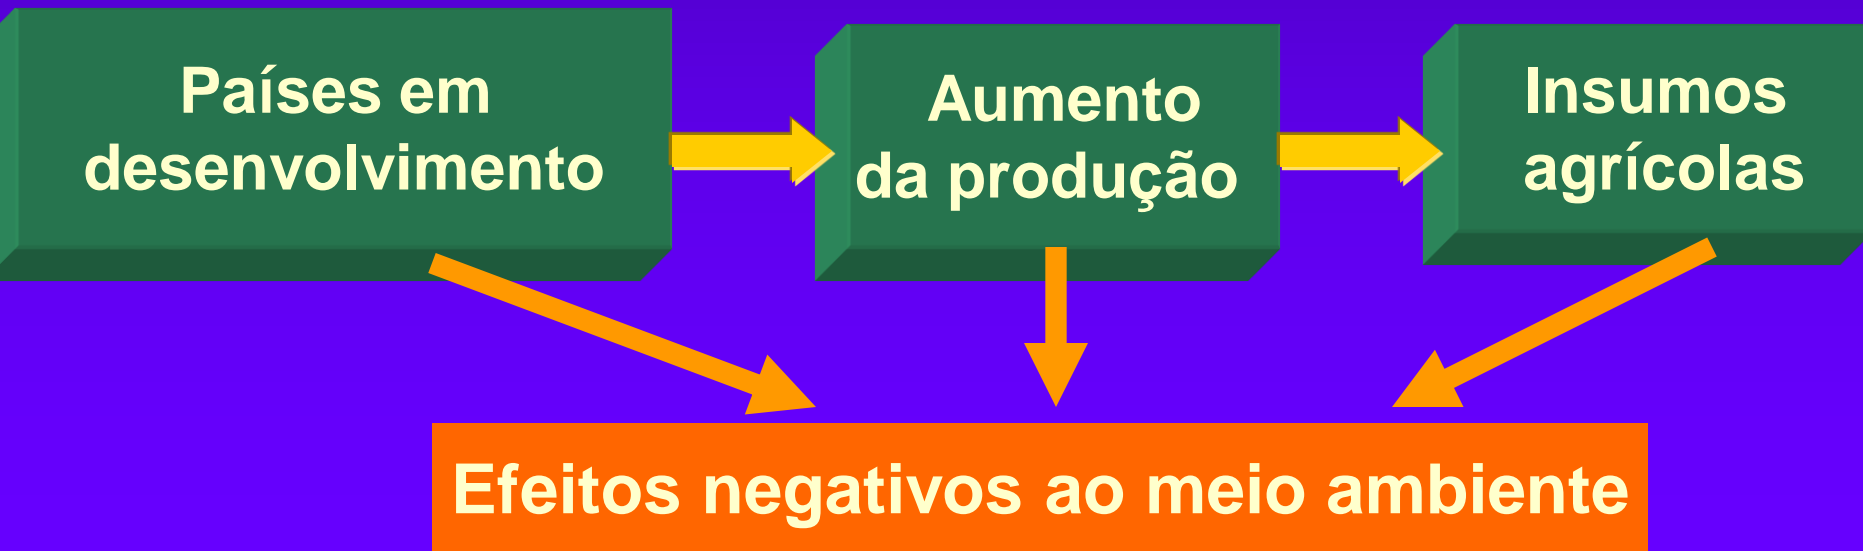 Países em
desenvolvimento
Aumento
da produção
Insumos
agrícolas
Efeitos negativos ao meio ambiente